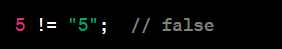 5 != "5";  // false